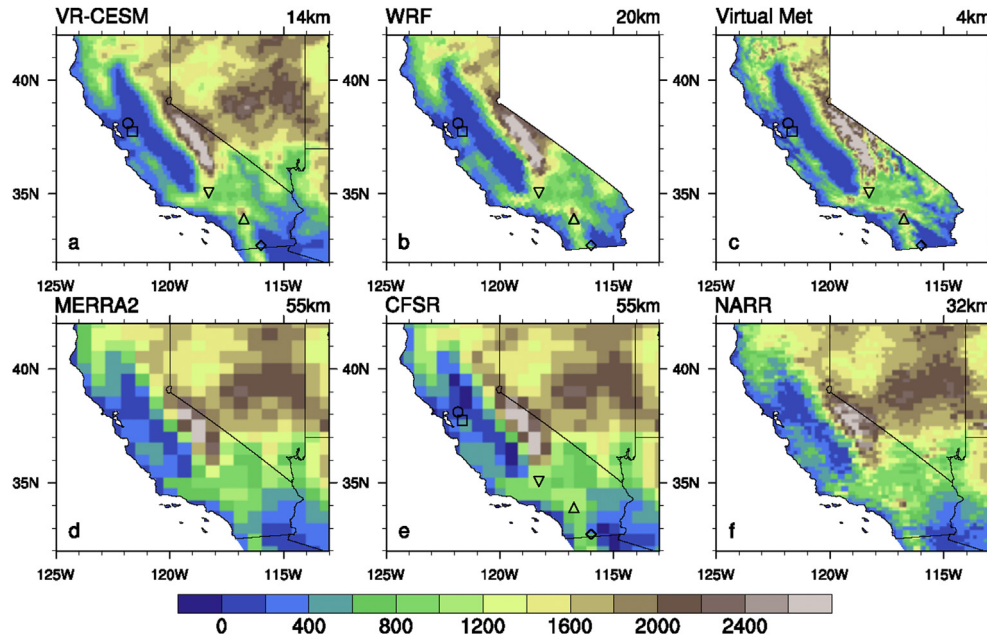 VR-CESM 14km
WRF 20km
Virtual Met 4km
40N
40N
40N
35N
35N
35N
a
b
c
125W 120W 115W
125W 120W 115W
125W 120W 115W
MERRA2 55km
CFSR 55km
NARR 32km
40N
40N
40N
35N
35N
35N
d
e
f
125W 120W 115W
125W 120W 115W
125W 120W 115W
0 400 800 1200 1600 2000 2400